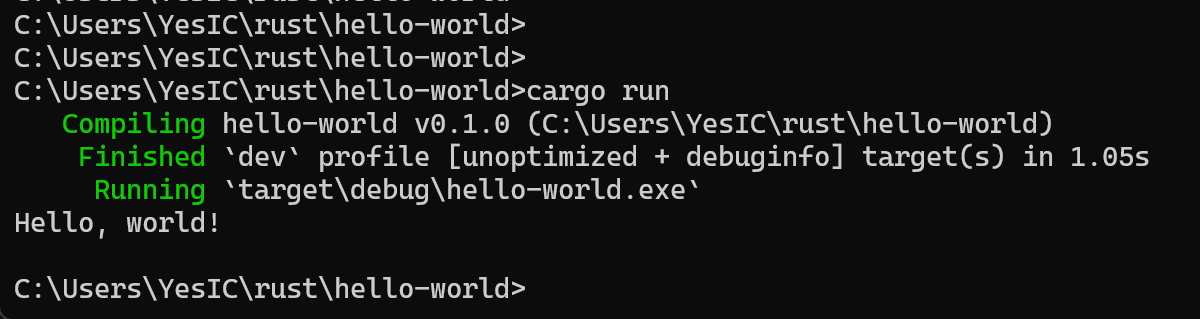 C:\Users\YesIC\rust\hello-world>
C:\Users\YesIC\rust\hello-world>
C:\Users\YesIC\rust\hello-world>cargo run
   Compiling hello-world v0.1.0 (C:\Users\YesIC\rust\hello-world)
    Finished `dev` profile [unoptimized + debuginfo] target(s) in 1.05s
     Running `target\debug\hello-world.exe`
Hello, world!

C:\Users\YesIC\rust\hello-world>